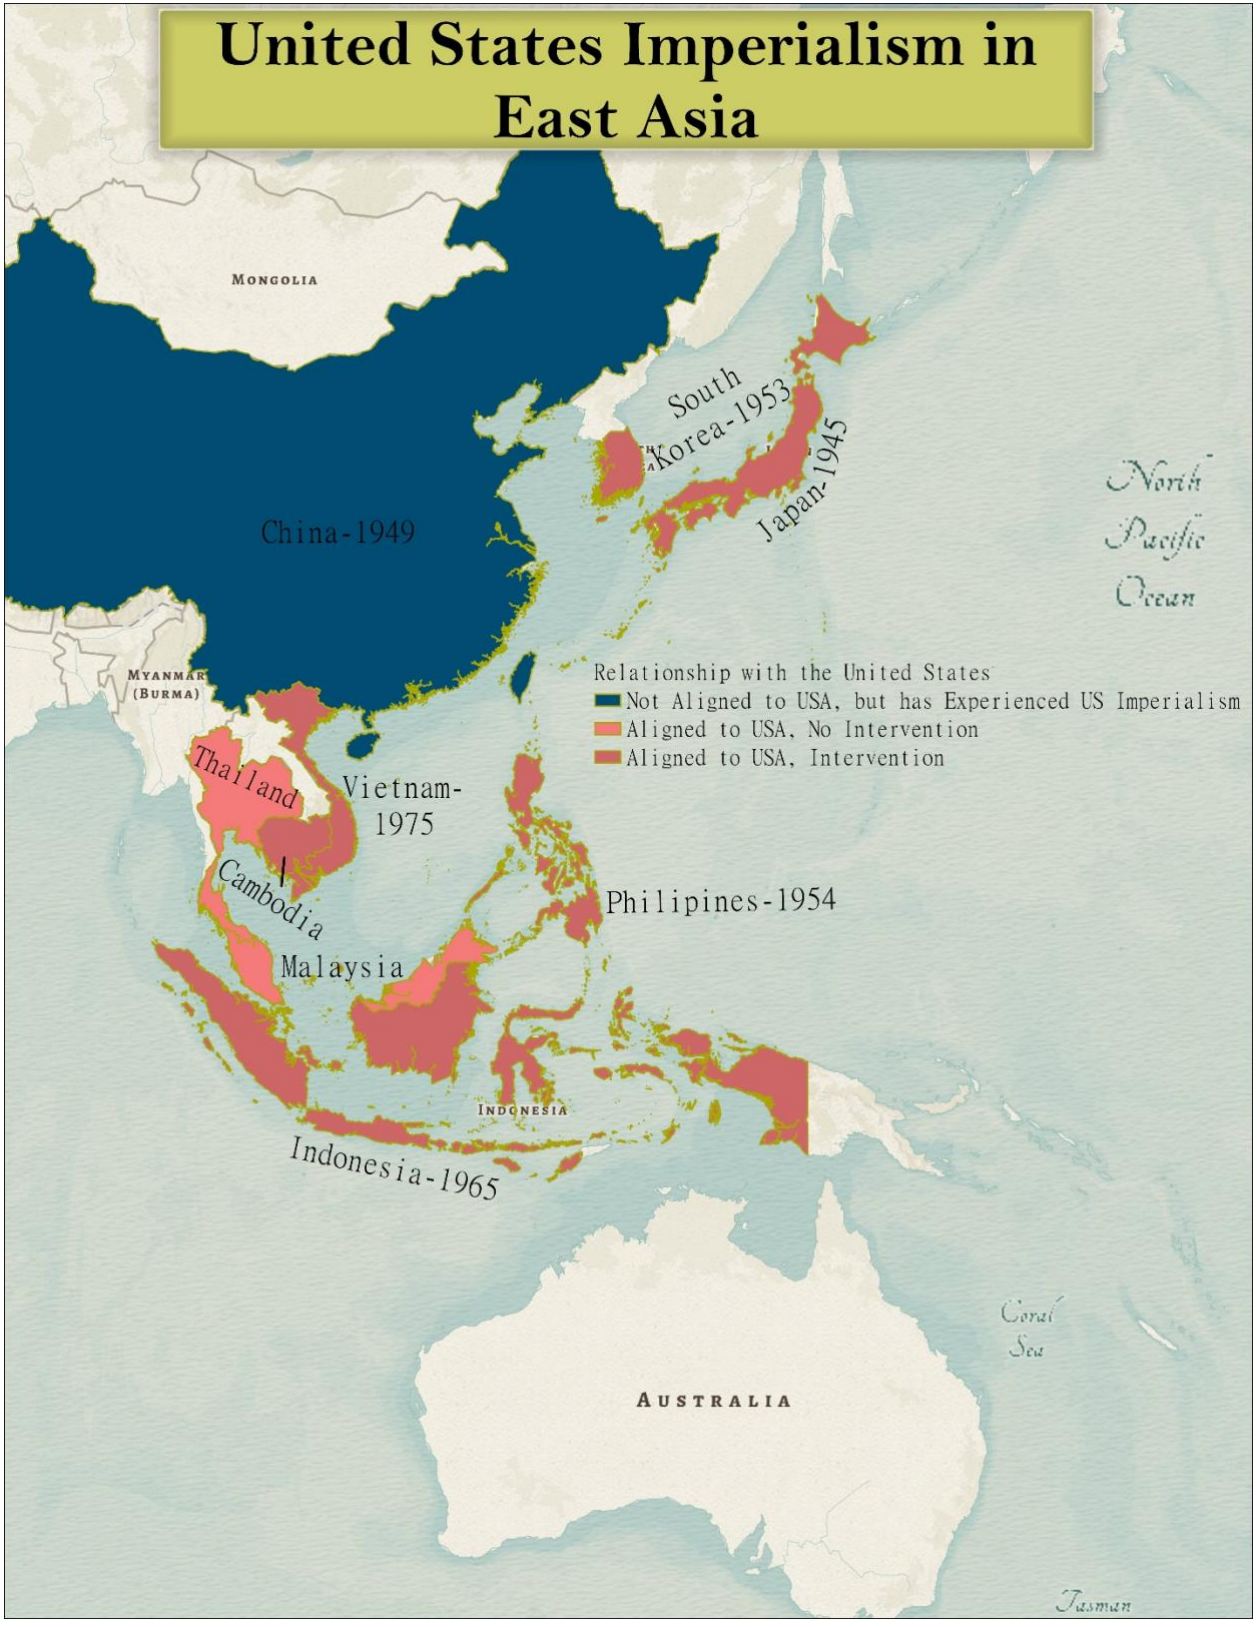 United States Imperialism in
East Asia
MONGOLIA
South
Korea-1953
Japan-1945
North
Pacific
Ocean
China-1949
MYANMAR
(BURMA)
Relationship with the United States
Not Aligned to USA, but has Experienced US Imperialism
Aligned to USA, No Intervention
Aligned to USA, Intervention
Thailand
Vietnam-
1975
Cambodia
Philipines-1954
Malaysia
INDONESIA
Indonesia-1965
Coral
Sea
AUSTRALIA
Tasman